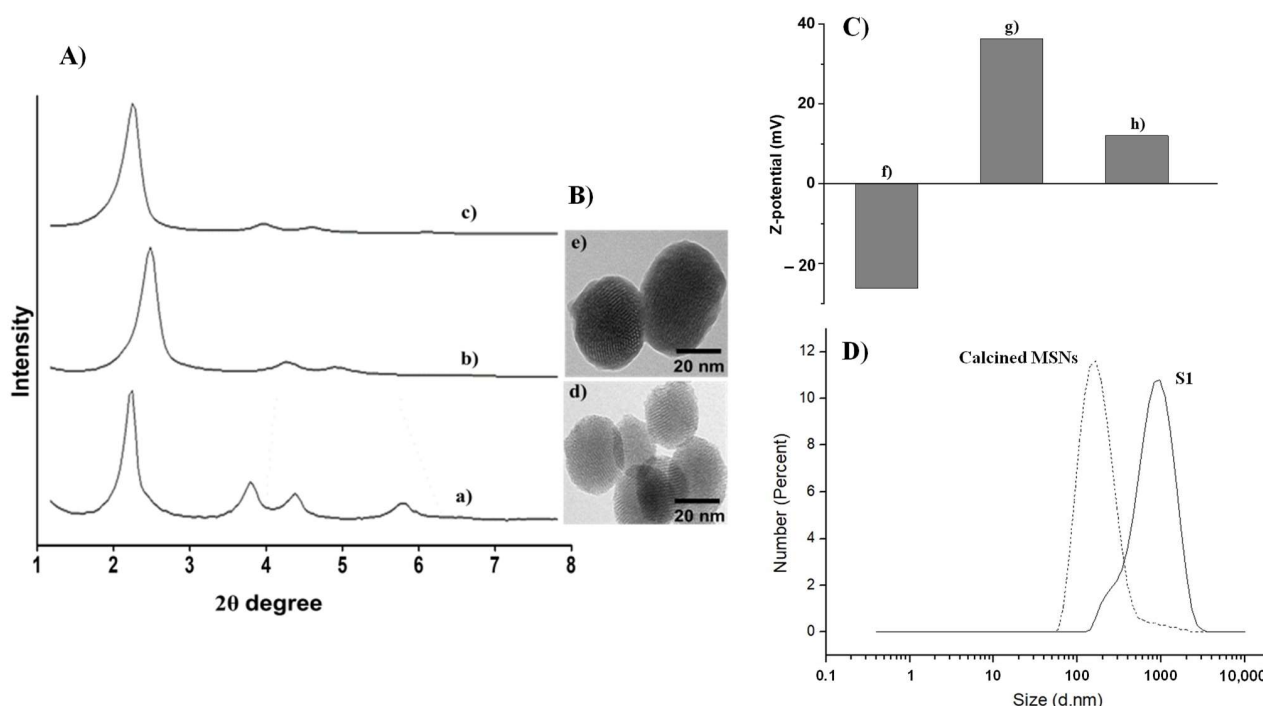 A)
c)
b)
a)
Intensity
1 2 3 4 5 6 7 8
2θ degree
B)
e)
20 nm
d)
20 nm
C)
40
20
0
– 20
Z-potential (mV)
f)
g)
h)
D)
Calcined MSNs
S1
12
10
8
6
4
2
0
Number (Percent)
0.1 1 10 100 1000 10,000
Size (d.nm)